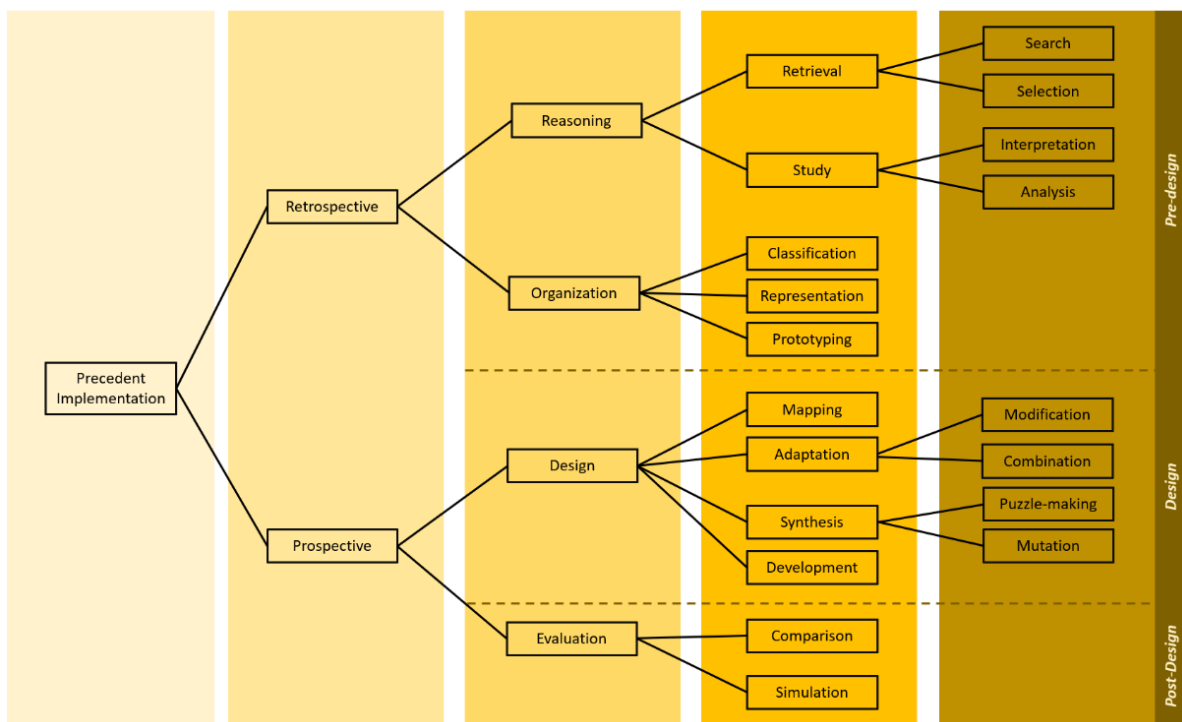 Precedent
Implementation
Retrospective
Prospective
Reasoning
Organization
Design
Evaluation
Retrieval
Study
Classification
Representation
Prototyping
Mapping
Adaptation
Synthesis
Development
Comparison
Simulation
Search
Selection
Interpretation
Analysis
Modification
Combination
Puzzle-making
Mutation
Pre-design
Design
Post-Design